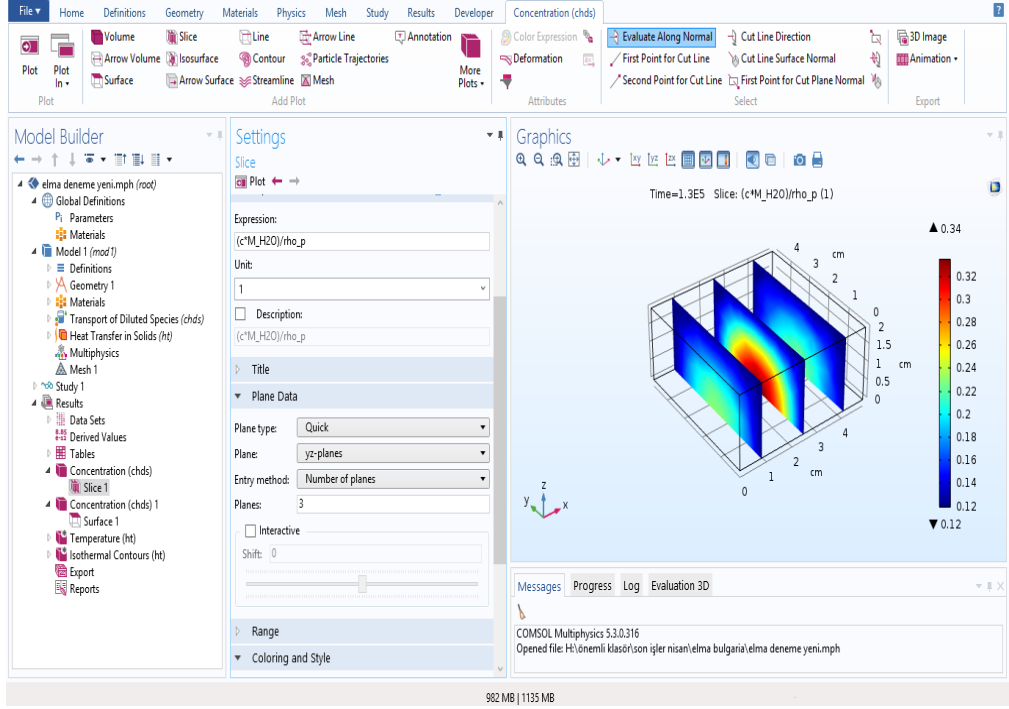 File ▾ Home Definitions Geometry Materials Physics Mesh Study Results Developer Concentration (chds) ?
Volume Slice Line Arrow Line Annotation Color Expression Evaluate Along Normal Cut Line Direction 3D Image
Arrow Volume Isosurface Contour Particle Trajectories Deformation First Point for Cut Line Cut Line Surface Normal Animation ▾
Plot Plot In ▾ Surface Arrow Surface Streamline Mesh More Plots ▾ Second Point for Cut Line First Point for Cut Plane Normal
Plot Add Plot Attributes Select Export
Model Builder
elma deneme yeni.mph (root)
Global Definitions
Pi Parameters
Materials
Model 1 (mod1)
Definitions
Geometry 1
Materials
Transport of Diluted Species (chds)
Heat Transfer in Solids (ht)
Multiphysics
Mesh 1
Study 1
Results
Data Sets
8.85
e-12 Derived Values
Tables
Concentration (chds)
Slice 1
Concentration (chds) 1
Surface 1
Temperature (ht)
Isothermal Contours (ht)
Export
Reports
Settings
Slice
Plot
Expression:
(c*M_H2O)/rho_p
Unit:
1
Description:
(c*M_H2O)/rho_p
Title
Plane Data
Plane type: Quick
Plane: yz-planes
Entry method: Number of planes
Planes: 3
Interactive
Shift: 0
Range
Coloring and Style
Graphics
xy yz zx
Time=1.3E5 Slice: (c*M_H2O)/rho_p (1)
▲ 0.34
0.32
0.3
0.28
0.26
0.24
0.22
0.2
0.18
0.16
0.14
0.12
▼ 0.12
4
3
2
1
0
cm
2
1.5
1
0.5
0
cm
4
3
2
1
0
cm
z
y
x
Messages Progress Log Evaluation 3D
COMSOL Multiphysics 5.3.0.316
Opened file: H:\önemli klasör\son işler nisan\elma bulgaria\elma deneme yeni.mph
982 MB | 1135 MB